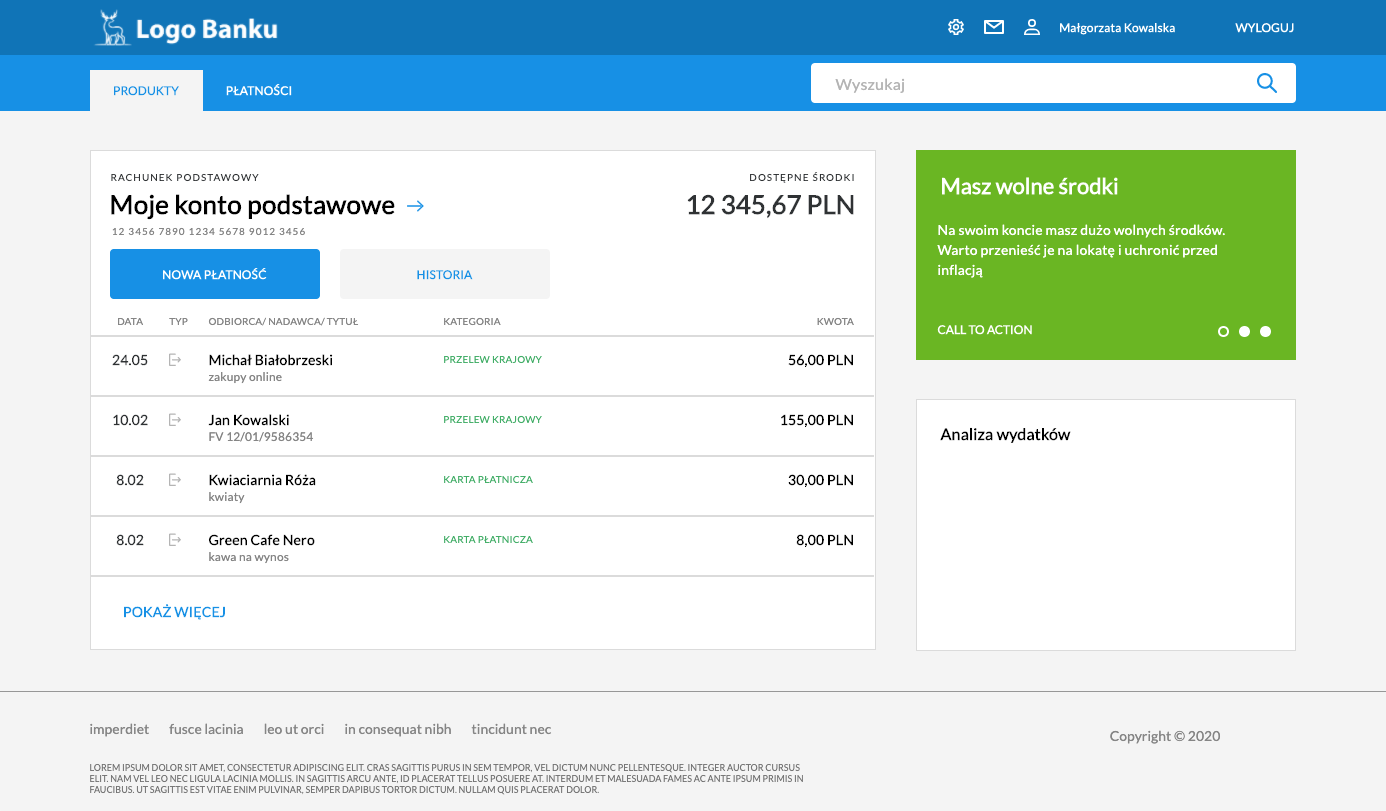 Logo Banku
Małgorzata Kowalska
WYLOGUJ
PRODUKTY
PŁATNOŚCI
Wyszukaj
RACHUNEK PODSTAWOWY
Moje konto podstawowe
12 3456 7890 1234 5678 9012 3456
DOSTĘPNE ŚRODKI
12 345,67 PLN
NOWA PŁATNOŚĆ
HISTORIA
DATA TYP ODBIORCA/ NADAWCA/ TYTUŁ KATEGORIA KWOTA
24.05 Michał Białobrzeski PRZELEW KRAJOWY 56,00 PLN
zakupy online
10.02 Jan Kowalski PRZELEW KRAJOWY 155,00 PLN
FV 12/01/9586354
8.02 Kwiaciarnia Róża KARTA PŁATNICZA 30,00 PLN
kwiaty
8.02 Green Cafe Nero KARTA PŁATNICZA 8,00 PLN
kawa na wynos
POKAŻ WIĘCEJ
Masz wolne środki
Na swoim koncie masz dużo wolnych środków.
Warto przenieść je na lokatę i uchronić przed
inflacją
CALL TO ACTION
Analiza wydatków
imperdiet fusce lacinia leo ut orci in consequat nibh tincidunt nec
Copyright © 2020
LOREM IPSUM DOLOR SIT AMET, CONSECTETUR ADIPISCING ELIT. CRAS SAGITTIS PURUS IN SEM TEMPOR, VEL DICTUM NUNC PELLENTESQUE. INTEGER AUCTOR CURSUS
ELIT. NAM VEL LEO NEC LIGULA LACINIA MOLLIS. IN SAGITTIS ARCU ANTE, ID PLACERAT TELLUS POSUERE AT. INTERDUM ET MALESUADA FAMES AC ANTE IPSUM PRIMIS IN
FAUCIBUS. UT SAGITTIS EST VITAE ENIM PULVINAR, SEMPER DAPIBUS TORTOR DICTUM. NULLAM QUIS PLACERAT DOLOR.